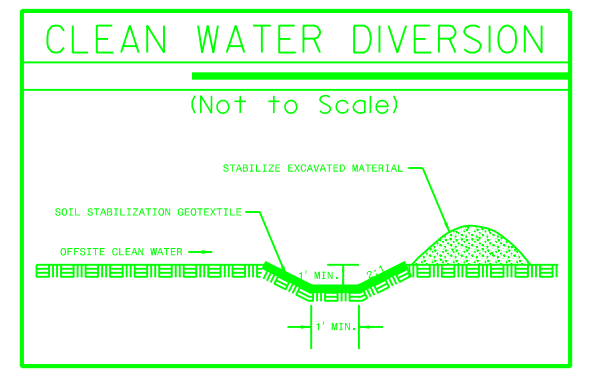 CLEAN WATER DIVERSION
(Not to Scale)
STABILIZE EXCAVATED MATERIAL
SOIL STABILIZATION GEOTEXTILE
OFFSITE CLEAN WATER
1' MIN.
2:1
1' MIN.